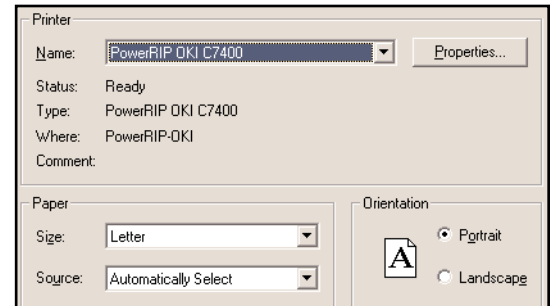 Printer
Name: PowerRIP OKI C7400 Properties...
Status: Ready
Type: PowerRIP OKI C7400
Where: PowerRIP-OKI
Comment:
Paper
Size: Letter
Source: Automatically Select
Orientation
A
Portrait
Landscape